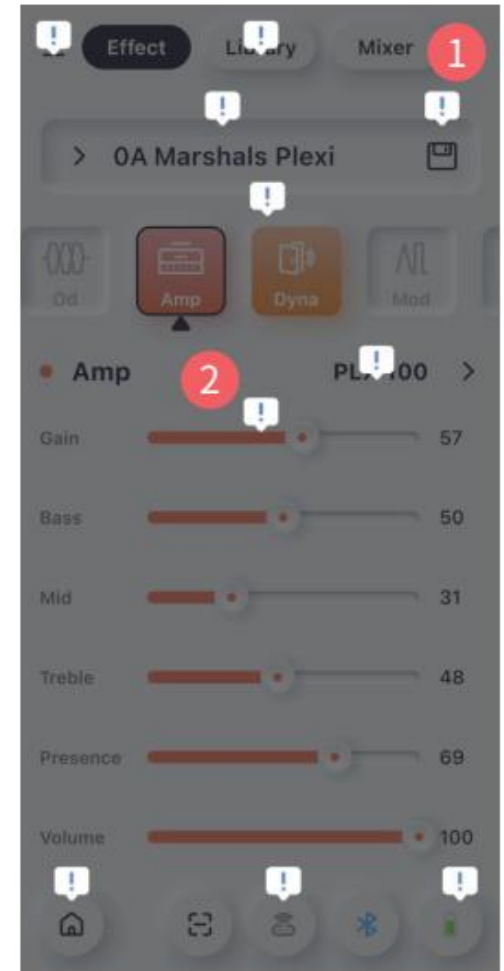 Effect Library Mixer 1
0A Marshals Plexi
Od Amp Dyna Mod
Amp 2 PLX100
Gain 57
Bass 50
Mid 31
Treble 48
Presence 69
Volume 100